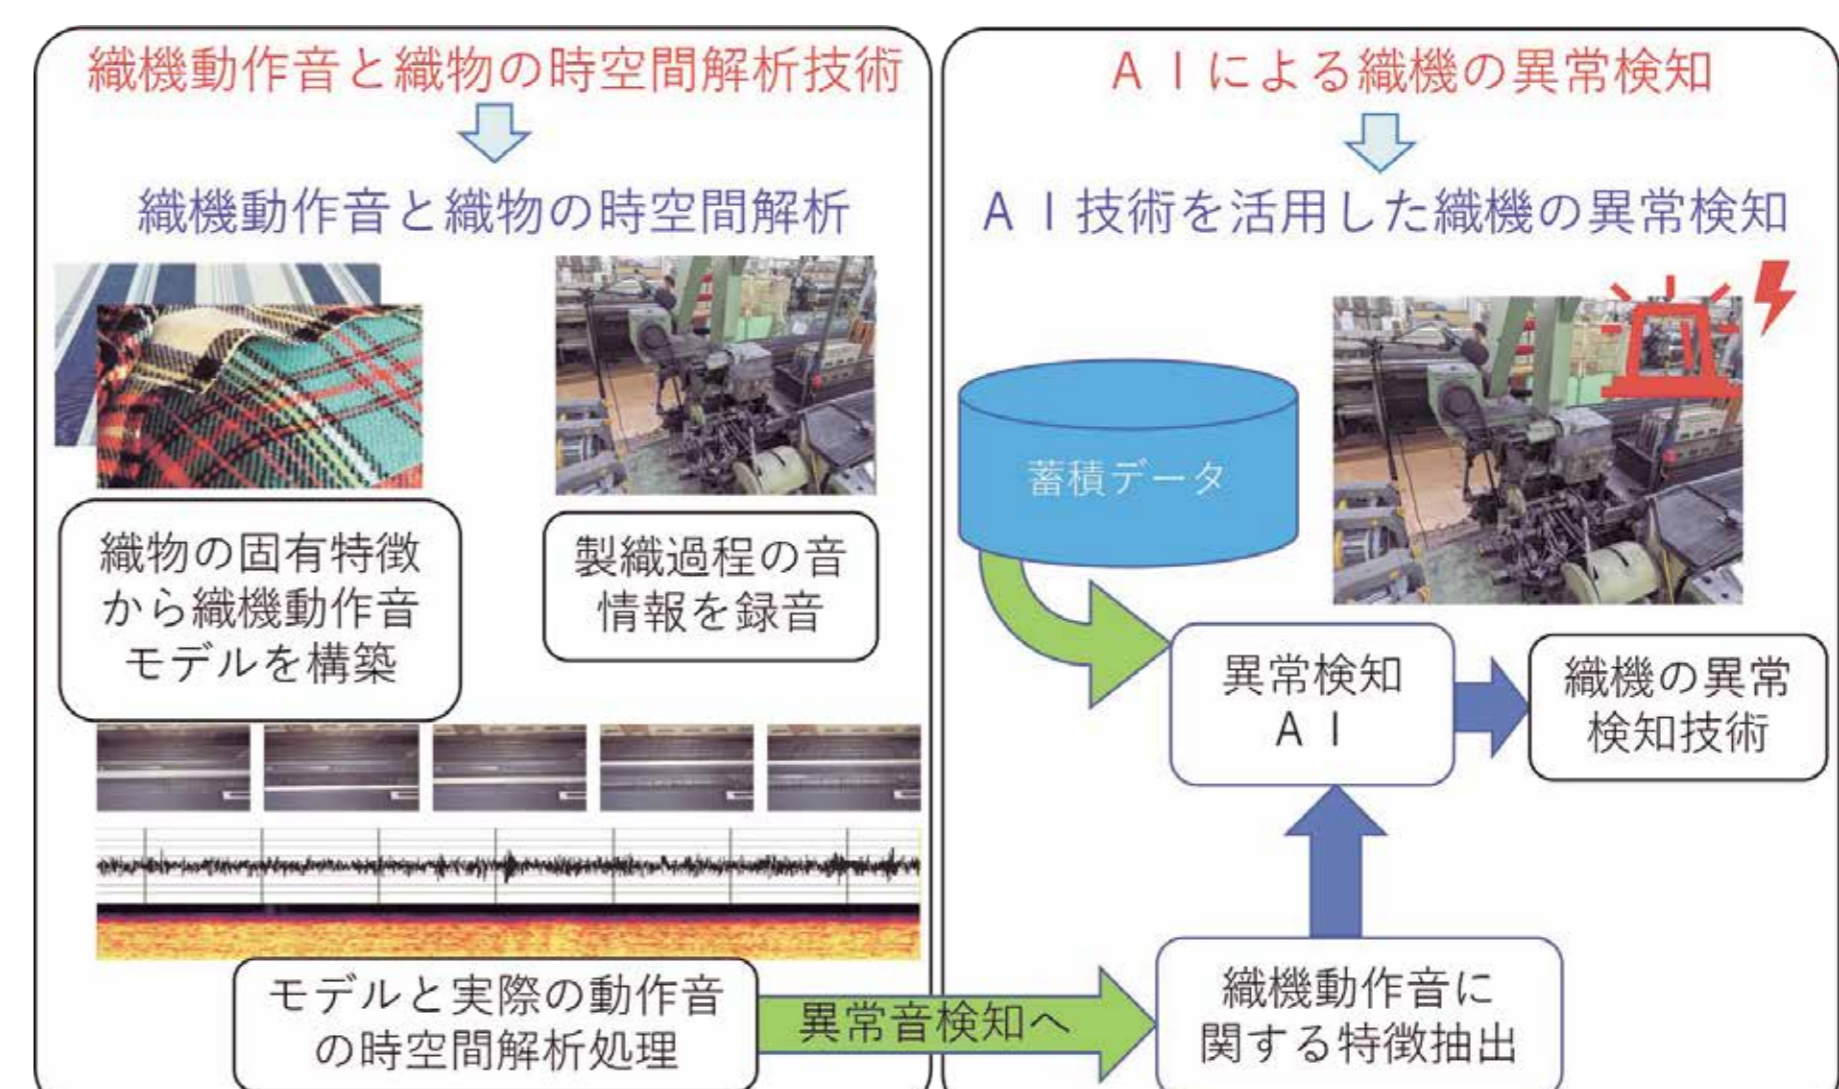 織機動作音と織物の時空間解析技術
織機動作音と織物の時空間解析
織物の固有特徴
から織機動作音
モデルを構築
製織過程の音
情報を録音
モデルと実際の動作音
の時空間解析処理
異常音検知へ
ＡＩによる織機の異常検知
ＡＩ技術を活用した織機の異常検知
蓄積データ
異常検知
ＡＩ
織機の異常
検知技術
織機動作音に
関する特徴抽出